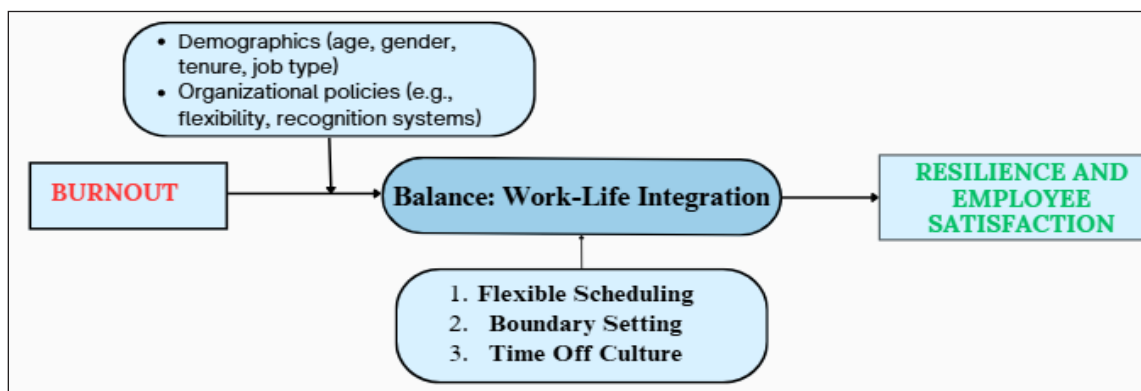 • Demographics (age, gender,
tenure, job type)
• Organizational policies (e.g.,
flexibility, recognition systems)
BURNOUT
Balance: Work-Life Integration
RESILIENCE AND
EMPLOYEE
SATISFACTION
1. Flexible Scheduling
2. Boundary Setting
3. Time Off Culture